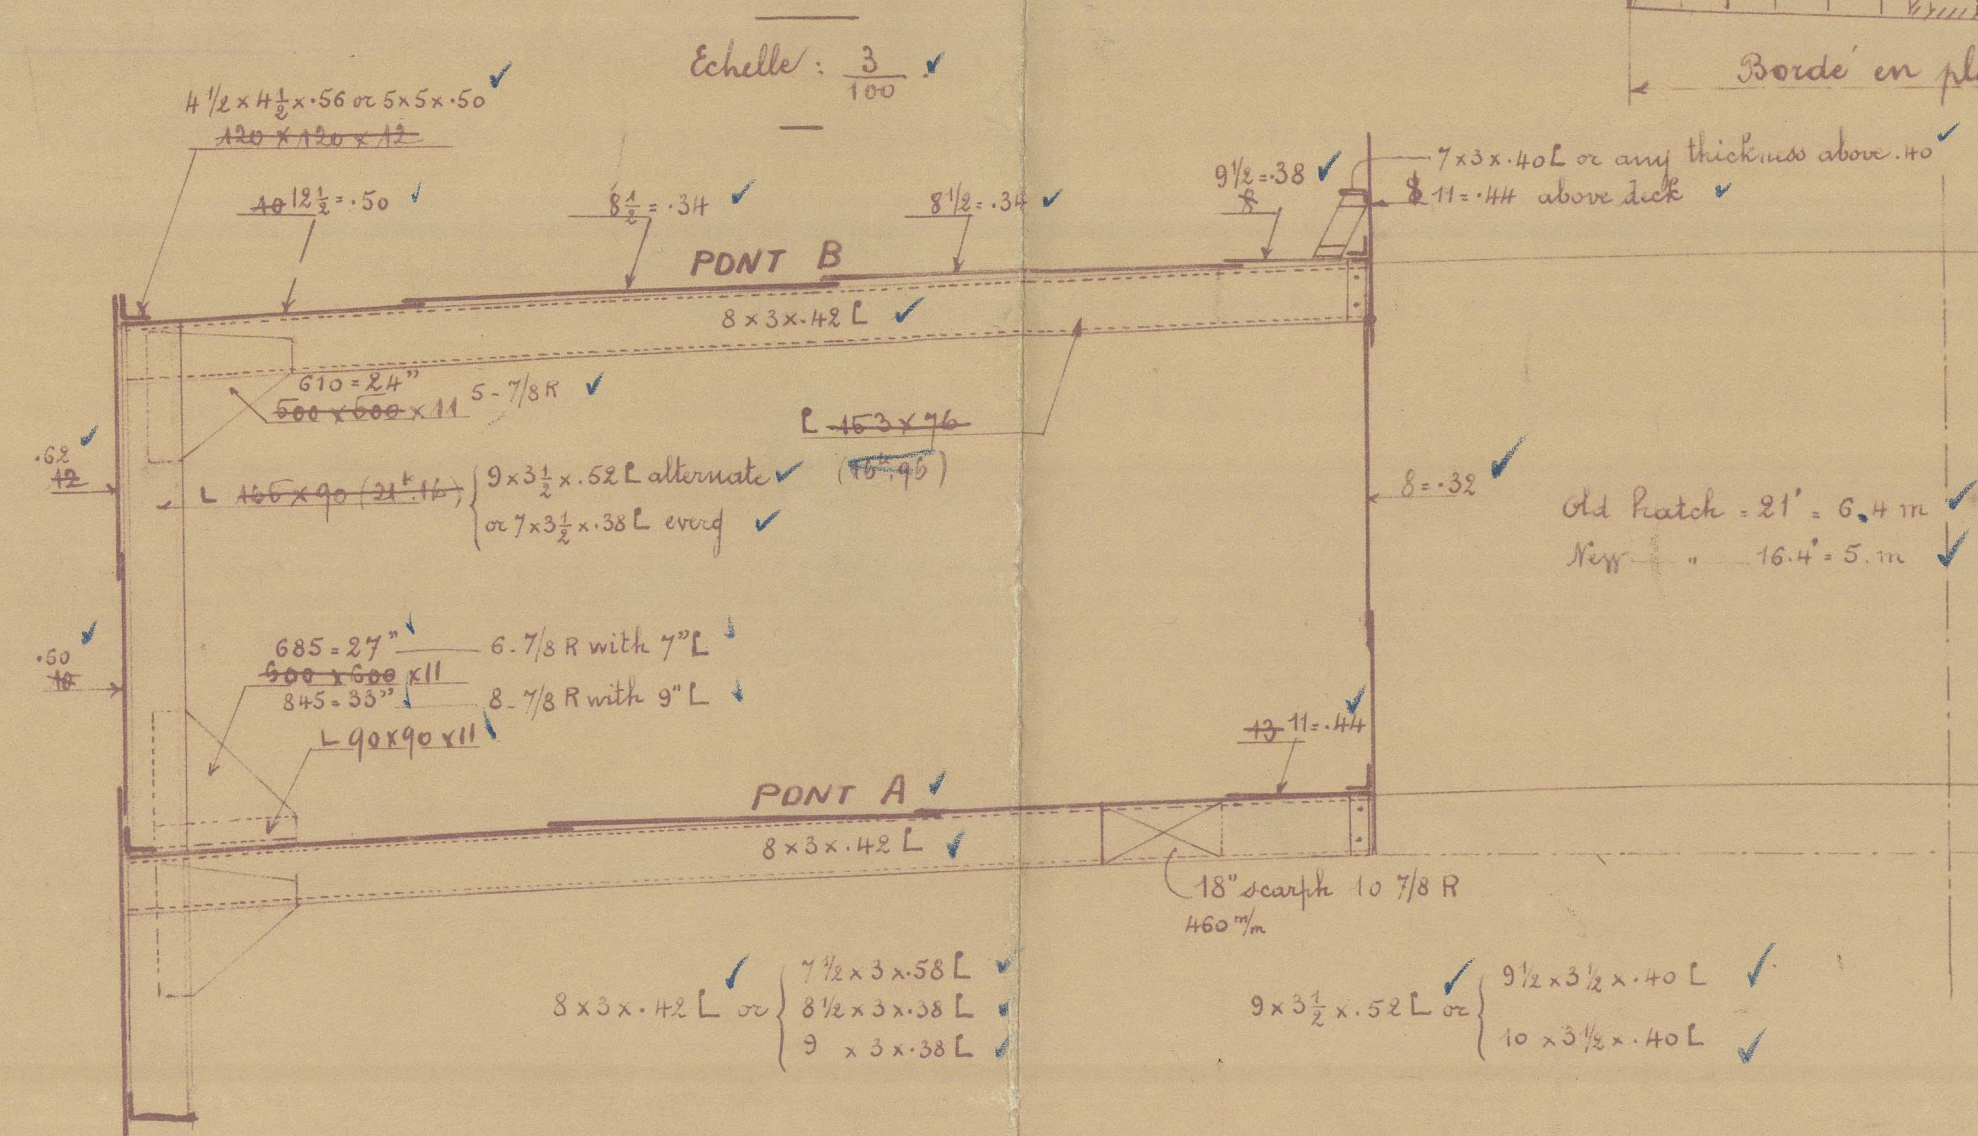 Echelle : 3/100 .
Bordé en pl
4 1/2 x 4 1/2 x .56 or 5 x 5 x .50
120 x 120 x 12
10 12 1/2 = .50
8 1/2 = .34
8 1/2 = .34
9 1/2 = .38
8
7 x 3 x .40 [ or any thickness above .40
8 11 = .44 above deck
PONT B
8 x 3 x .42 [
610 = 24"
500 x 500 x 11 5 - 7/8 R
[ 153 x 76
.62
12
L 165 x 90
9 x 3 1/2 x .52 [ alternate
or 7 x 3 1/2 x .38 [ every
8 = .32
Old hatch = 21' = 6.4 m
New " 16.4' = 5. m
.60
10
685 = 27" 6 - 7/8 R with 7" [
600 x 600 x 11
845 = 33" 8 - 7/8 R with 9" [
L 90 x 90 x 11
13 11 = .44
PONT A
8 x 3 x .42 [
18" scarph 10 7/8 R
460 m/m
8 x 3 x .42 [ or
7 1/2 x 3 x .58 [
8 1/2 x 3 x .38 [
9 x 3 x .38 [
9 x 3 1/2 x .52 [ or
9 1/2 x 3 1/2 x .40 [
10 x 3 1/2 x .40 [